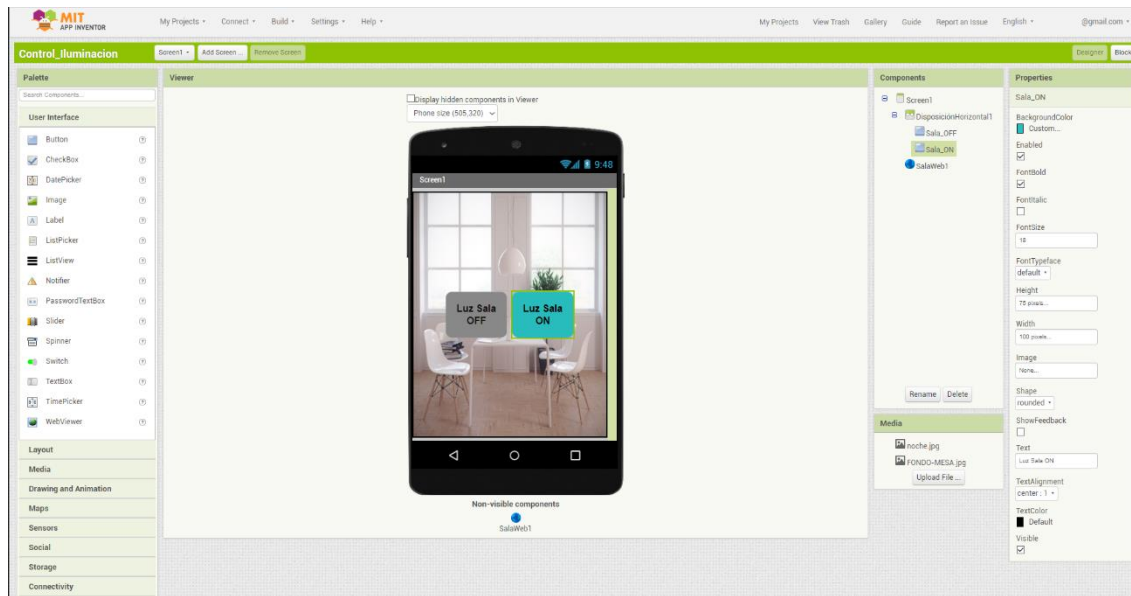 MIT
APP INVENTOR
My Projects Connect Build Settings Help
My Projects View Trash Gallery Guide Report an Issue English @gmail.com
Control_Iluminacion
Screen1 Add Screen ... Remove Screen
Designer Block
Palette
Search Components...
User Interface
Button
CheckBox
DatePicker
Image
Label
ListPicker
ListView
Notifier
PasswordTextBox
Slider
Spinner
Switch
TextBox
TimePicker
WebViewer
Layout
Media
Drawing and Animation
Maps
Sensors
Social
Storage
Connectivity
Viewer
Display hidden components in Viewer
Phone size (505,320)
9:48
Screen1
Luz Sala
OFF
Luz Sala
ON
Non-visible components
SalaWeb1
Components
Screen1
DisposiciónHorizontal1
Sala_OFF
Sala_ON
SalaWeb1
Rename Delete
Media
noche.jpg
FONDO-MESA.jpg
Upload File ...
Properties
Sala_ON
BackgroundColor
Custom...
Enabled
FontBold
FontItalic
FontSize
18
FontTypeface
default
Height
75 pixels...
Width
100 pixels...
Image
None...
Shape
rounded
ShowFeedback
Text
Luz Sala ON
TextAlignment
center : 1
TextColor
Default
Visible